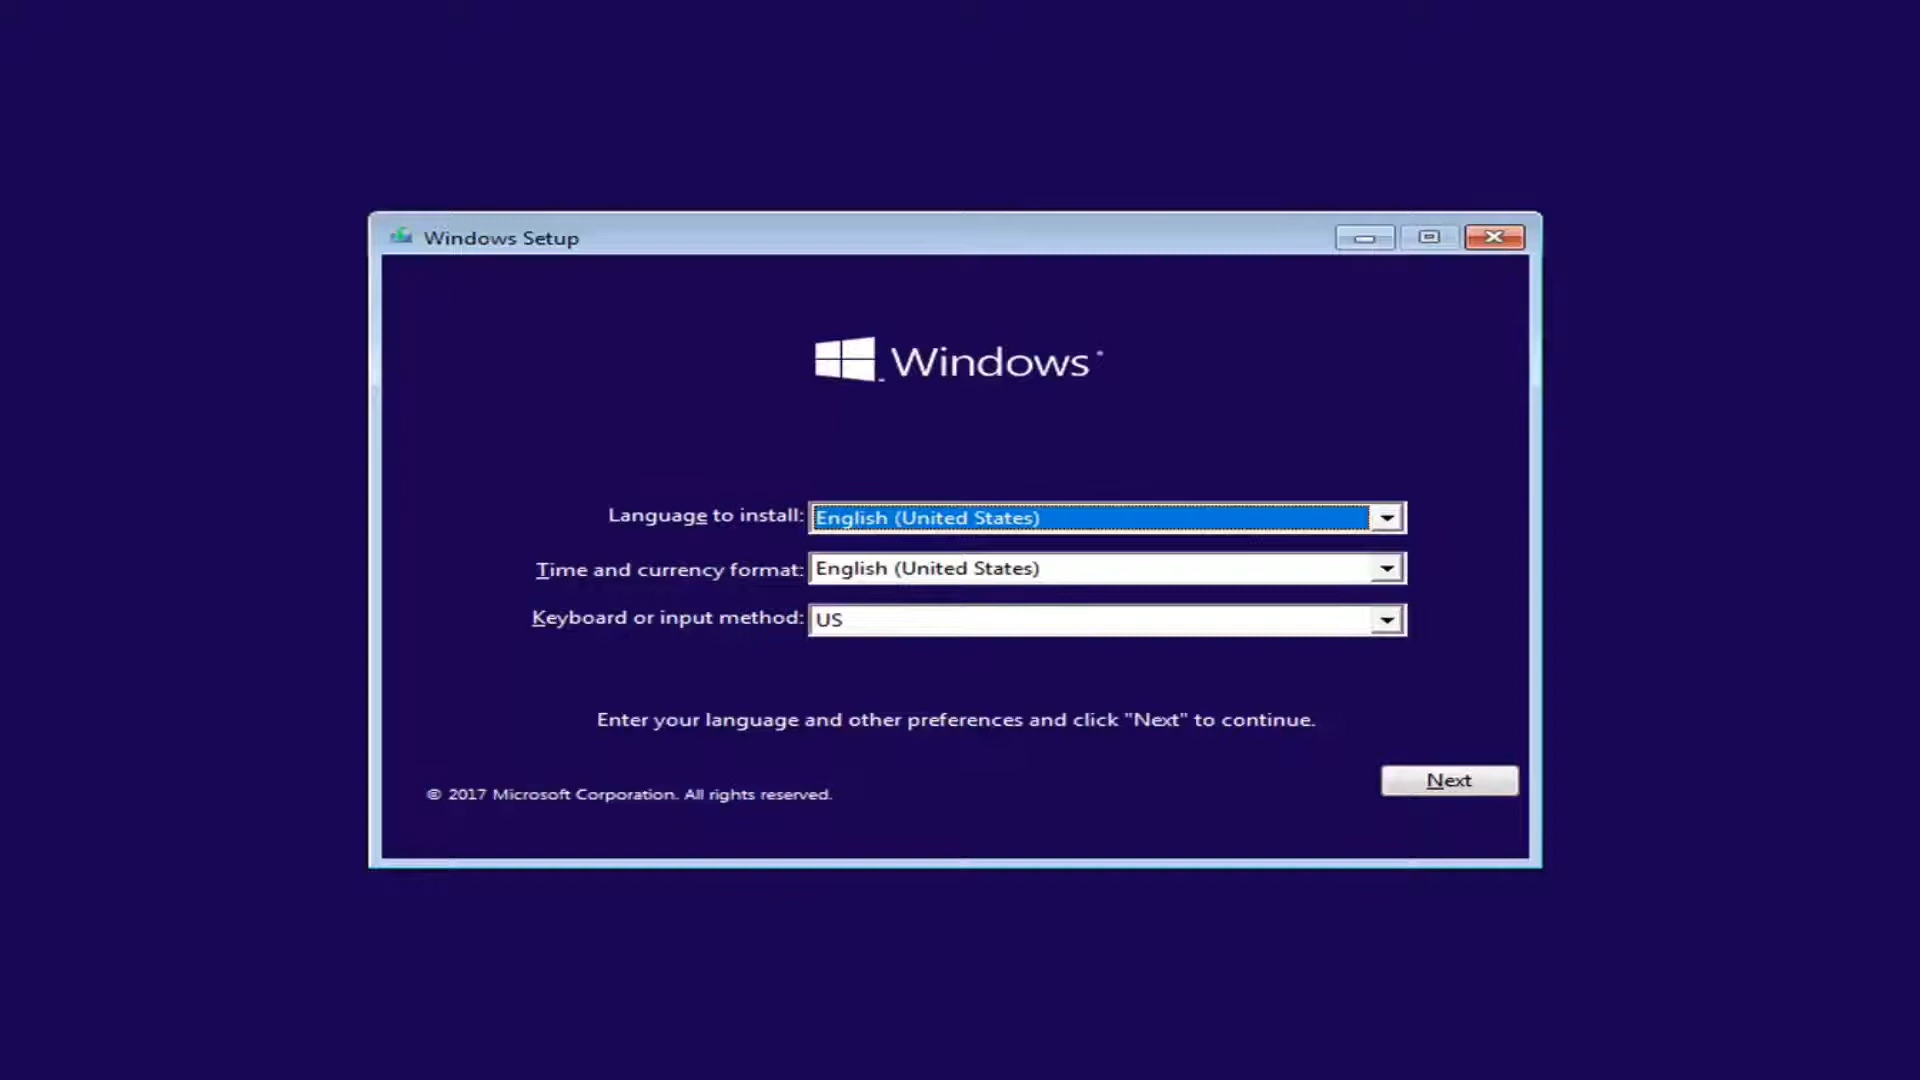 Windows Setup
Windows
Language to install: English (United States)
Time and currency format: English (United States)
Keyboard or input method: US
Enter your language and other preferences and click "Next" to continue.
Next
© 2017 Microsoft Corporation. All rights reserved.